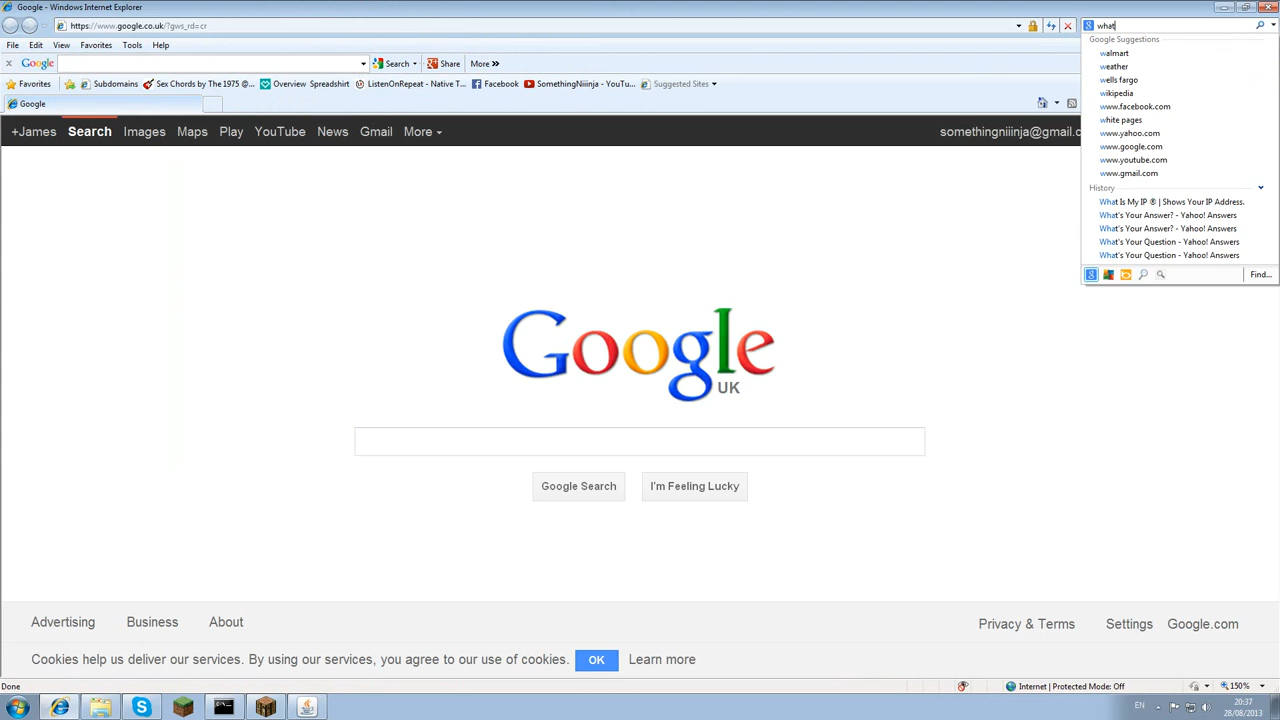 Google - Windows Internet Explorer
https://www.google.co.uk/?gws_rd=cr
what
File Edit View Favorites Tools Help
Google Search Share More »
Favorites Subdomains Sex Chords by The 1975 @... Overview Spreadshirt ListenOnRepeat - Native T... Facebook SomethingNiiinja - YouTu... Suggested Sites
Google
Google Suggestions
walmart
weather
wells fargo
wikipedia
www.facebook.com
white pages
www.yahoo.com
www.google.com
www.youtube.com
www.gmail.com
History
What Is My IP ® | Shows Your IP Address.
What's Your Answer? - Yahoo! Answers
What's Your Answer? - Yahoo! Answers
What's Your Question - Yahoo! Answers
What's Your Question - Yahoo! Answers
Find...
+James Search Images Maps Play YouTube News Gmail More
somethingniiinja@gmail.c
Google
UK
Google Search I'm Feeling Lucky
Advertising Business About Privacy & Terms Settings Google.com
Cookies help us deliver our services. By using our services, you agree to our use of cookies. OK Learn more
Done Internet | Protected Mode: Off 150%
EN 20:37
28/08/2013